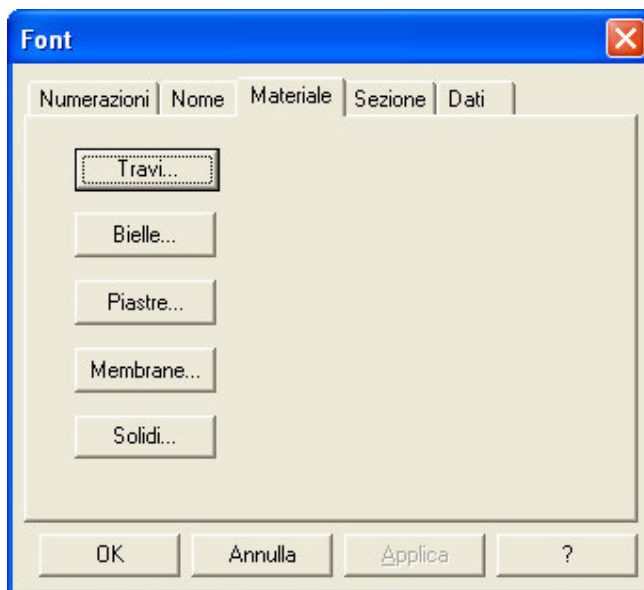 Font
Numerazioni Nome Materiale Sezione Dati
Travi...
Bielle...
Piastre...
Membrane...
Solidi...
OK Annulla Applica ?